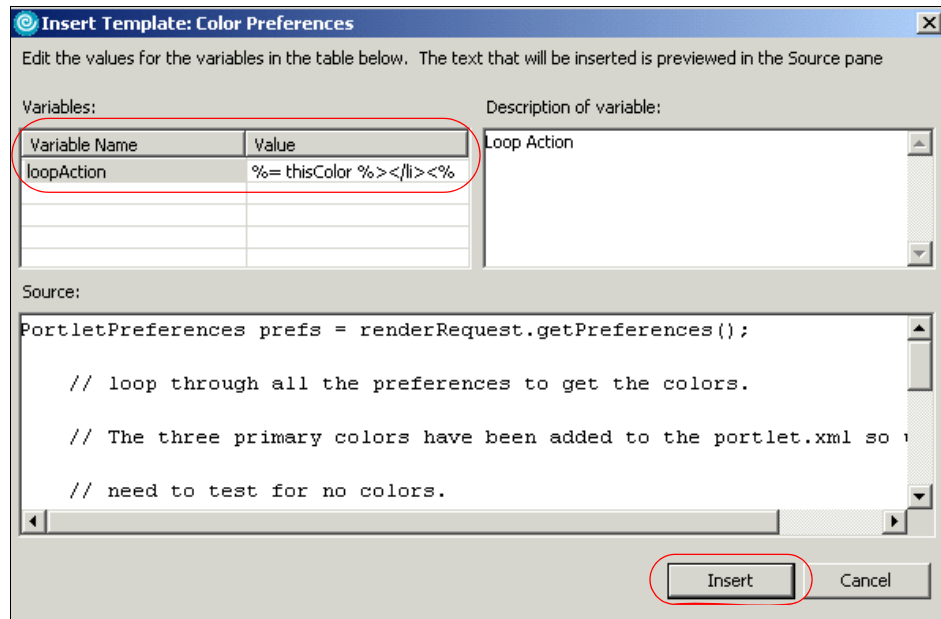 Insert Template: Color Preferences
Edit the values for the variables in the table below. The text that will be inserted is previewed in the Source pane
Variables:
Description of variable:
Variable Name Value
loopAction %= thisColor %></li><%
Loop Action
Source:
PortletPreferences prefs = renderRequest.getPreferences();
// loop through all the preferences to get the colors.
// The three primary colors have been added to the portlet.xml so
// need to test for no colors.
Insert Cancel